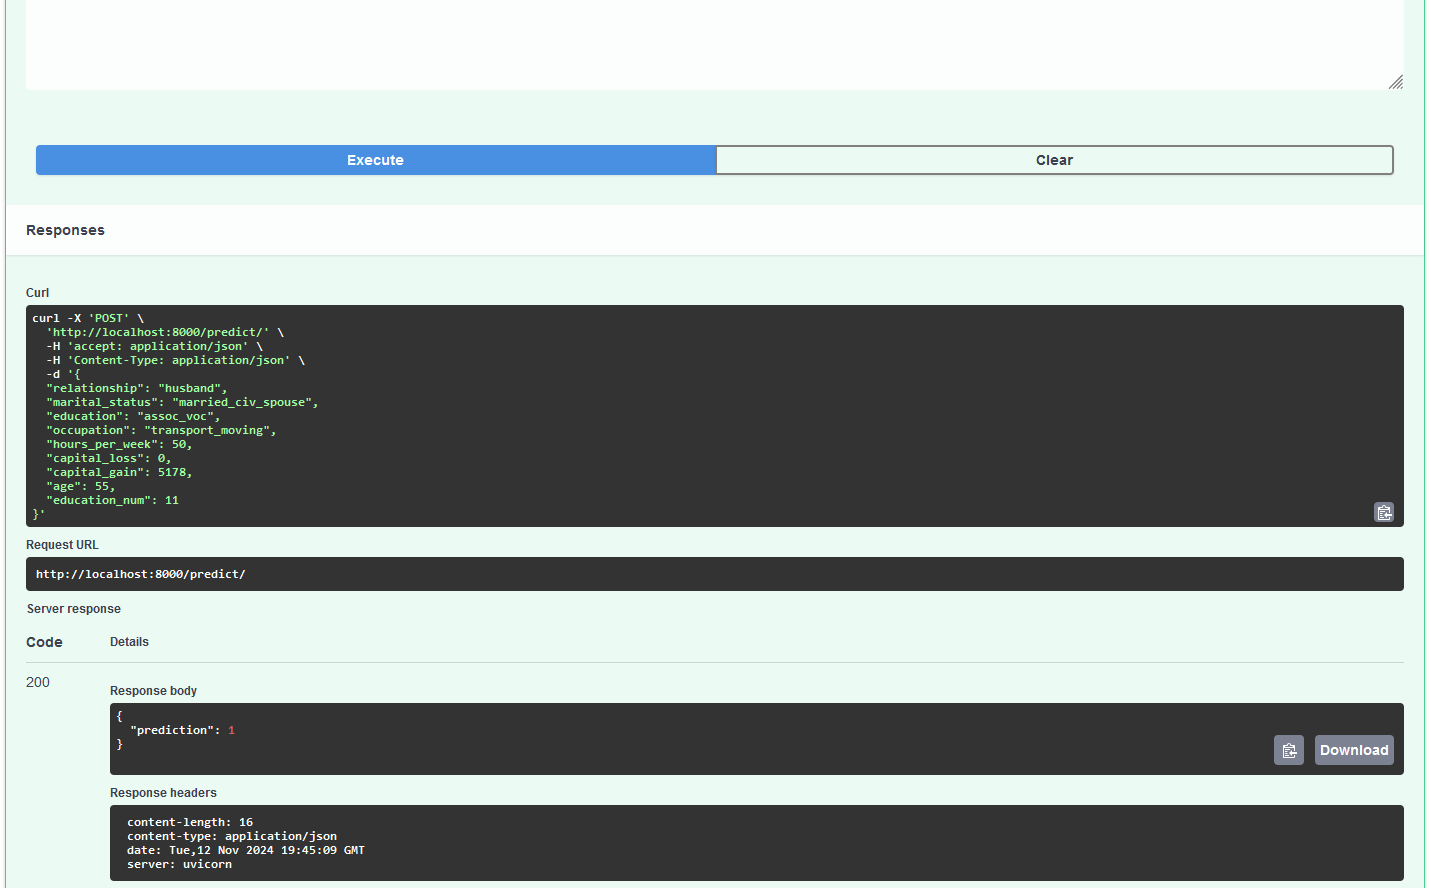 Execute
Clear
Responses
Curl
curl -X 'POST' \
  'http://localhost:8000/predict/' \
  -H 'accept: application/json' \
  -H 'Content-Type: application/json' \
  -d '{
  "relationship": "husband",
  "marital_status": "married_civ_spouse",
  "education": "assoc_voc",
  "occupation": "transport_moving",
  "hours_per_week": 50,
  "capital_loss": 0,
  "capital_gain": 5178,
  "age": 55,
  "education_num": 11
}'
Request URL
http://localhost:8000/predict/
Server response
Code Details
200
Response body
{
  "prediction": 1
}
Download
Response headers
content-length: 16
content-type: application/json
date: Tue,12 Nov 2024 19:45:09 GMT
server: uvicorn